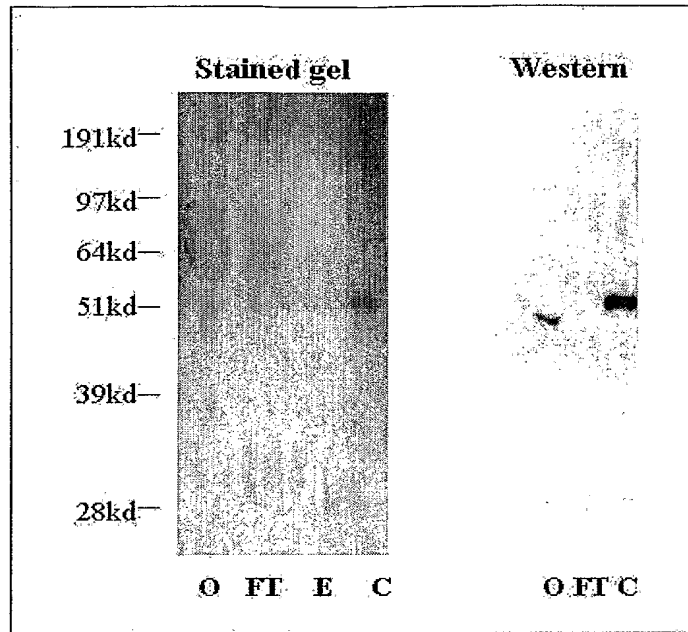 Stained gel Western
191kd
97kd
64kd
51kd
39kd
28kd
O FT E C O FT C